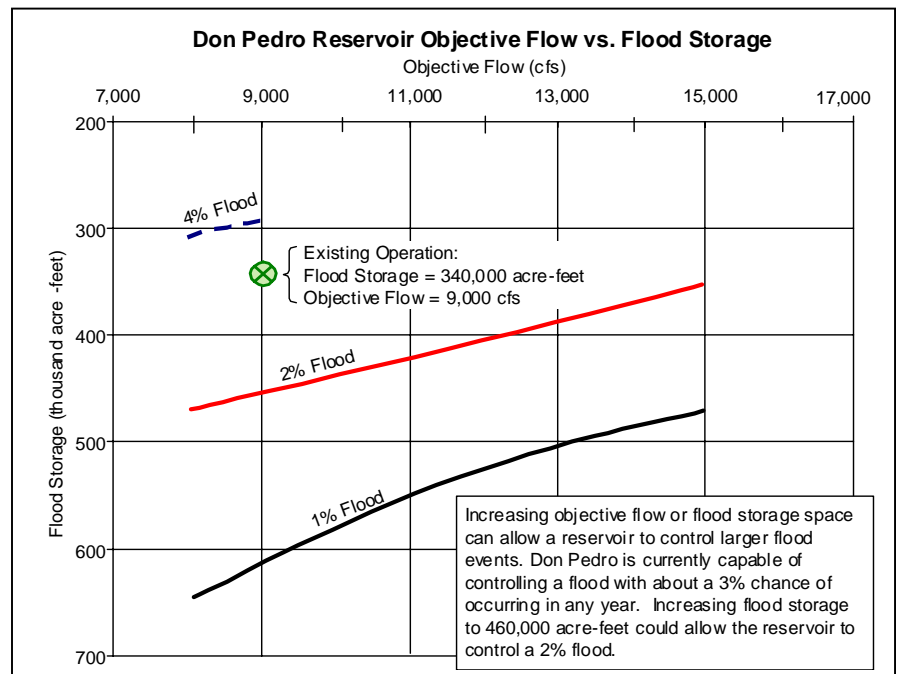 Don Pedro Reservoir Objective Flow vs. Flood Storage
Objective Flow (cfs)
7,000 9,000 11,000 13,000 15,000 17,000
200
300
400
500
600
700
Flood Storage (thousand acre -feet)
4% Flood
Existing Operation:
Flood Storage = 340,000 acre-feet
Objective Flow = 9,000 cfs
2% Flood
1% Flood
Increasing objective flow or flood storage space
can allow a reservoir to control larger flood
events. Don Pedro is currently capable of
controlling a flood with about a 3% chance of
occurring in any year. Increasing flood storage
to 460,000 acre-feet could allow the reservoir to
control a 2% flood.